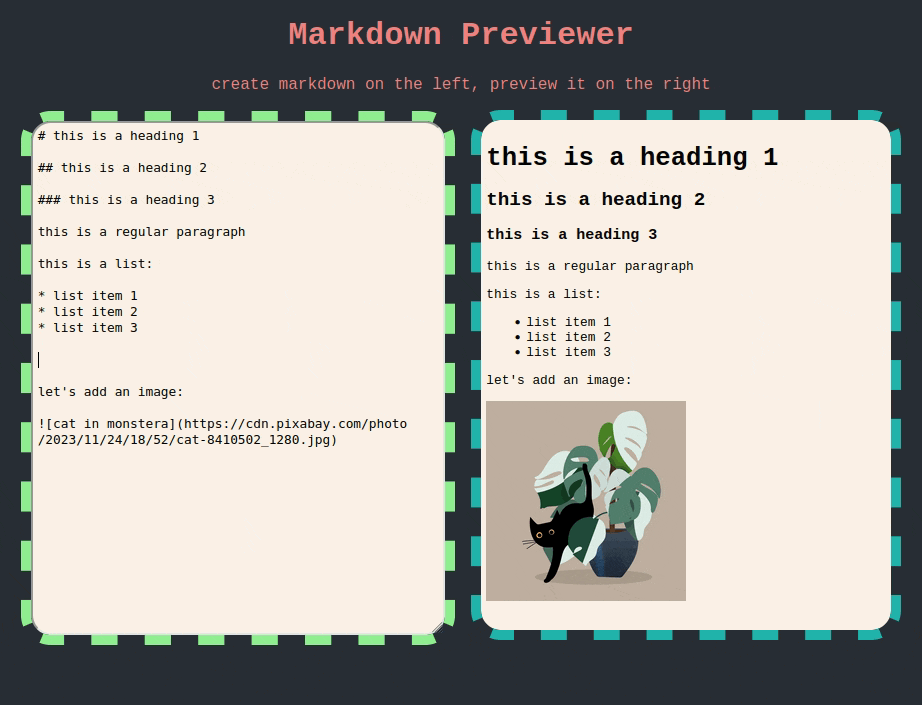 Markdown Previewer
create markdown on the left, preview it on the right
# this is a heading 1
## this is a heading 2
### this is a heading 3
this is a regular paragraph
this is a list:
* list item 1
* list item 2
* list item 3
let's add an image:
![cat in monstera](https://cdn.pixabay.com/photo
/2023/11/24/18/52/cat-8410502_1280.jpg)
this is a heading 1
this is a heading 2
this is a heading 3
this is a regular paragraph
this is a list:
• list item 1
• list item 2
• list item 3
let's add an image: